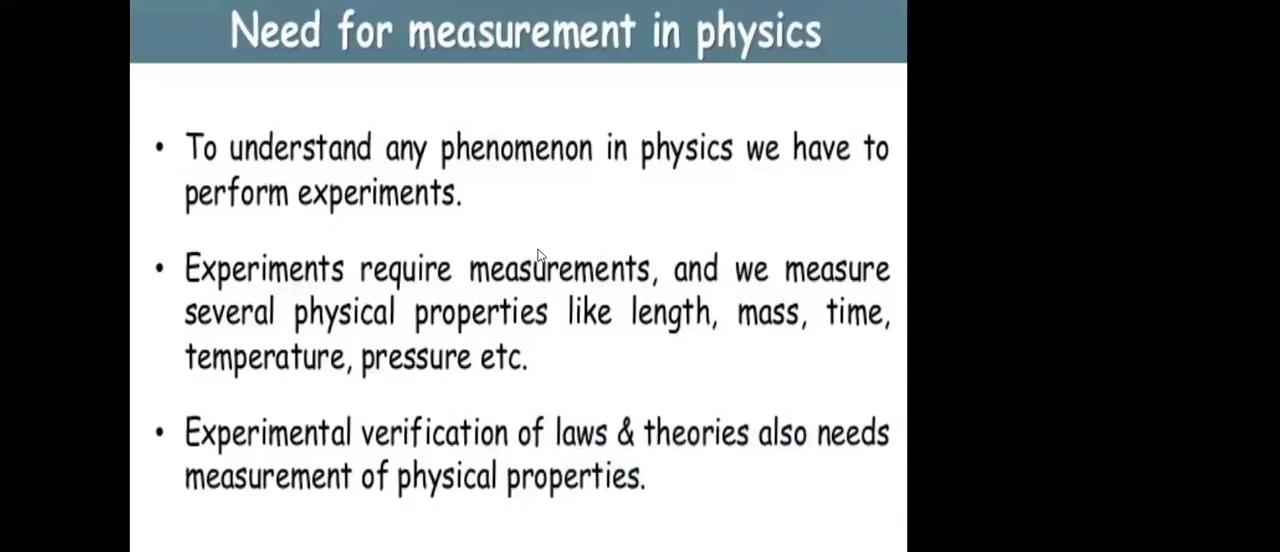 Need for measurement in physics
• To understand any phenomenon in physics we have to
perform experiments.
• Experiments require measurements, and we measure
several physical properties like length, mass, time,
temperature, pressure etc.
• Experimental verification of laws & theories also needs
measurement of physical properties.